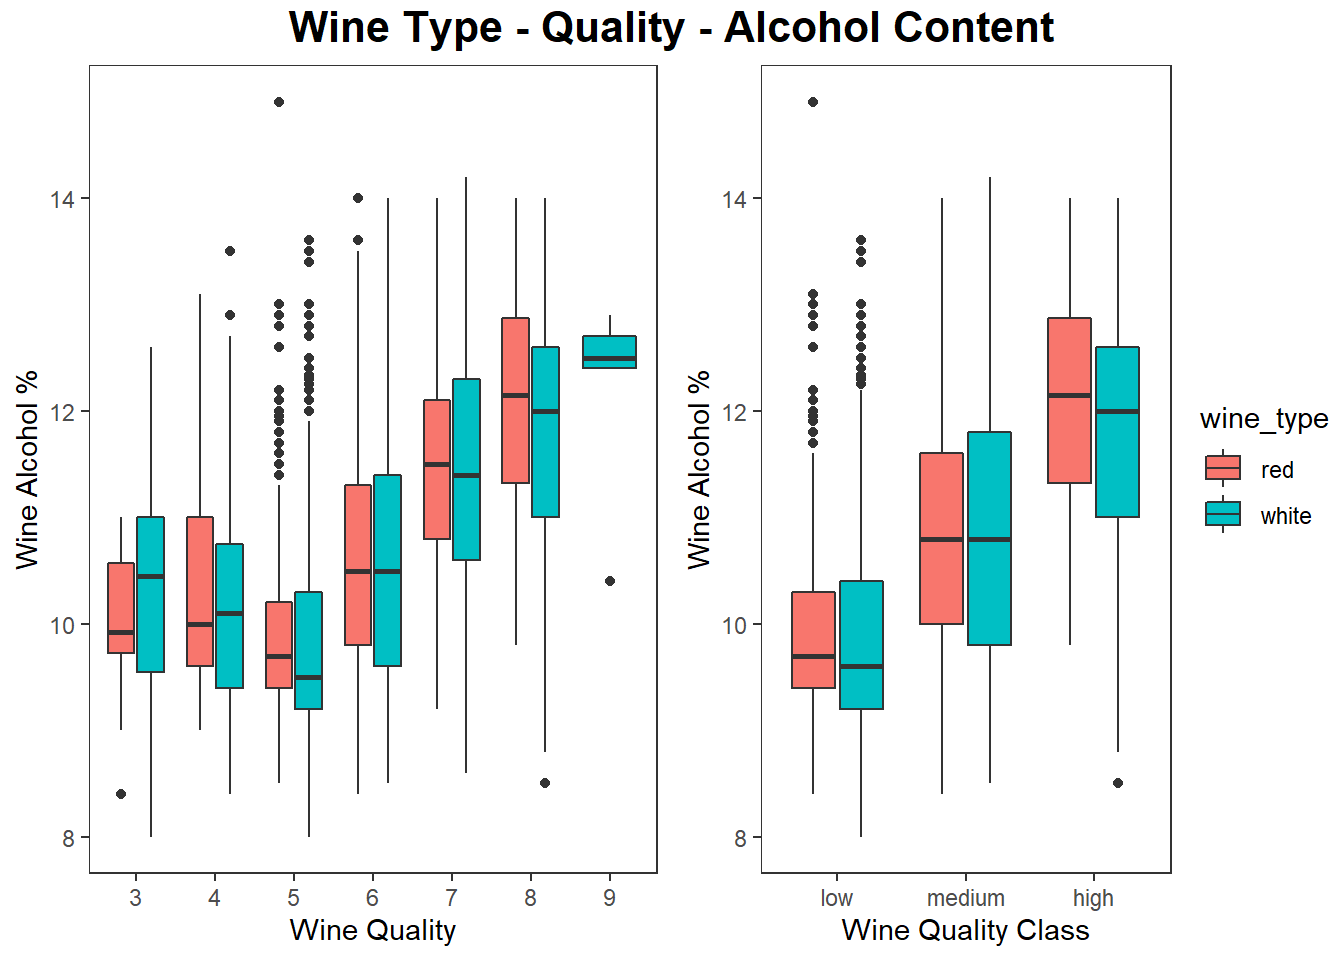 Wine Type - Quality - Alcohol Content
Wine Alcohol %
14
12
10
8
3 4 5 6 7 8 9
Wine Quality
Wine Alcohol %
14
12
10
8
low medium high
Wine Quality Class
wine_type
red
white